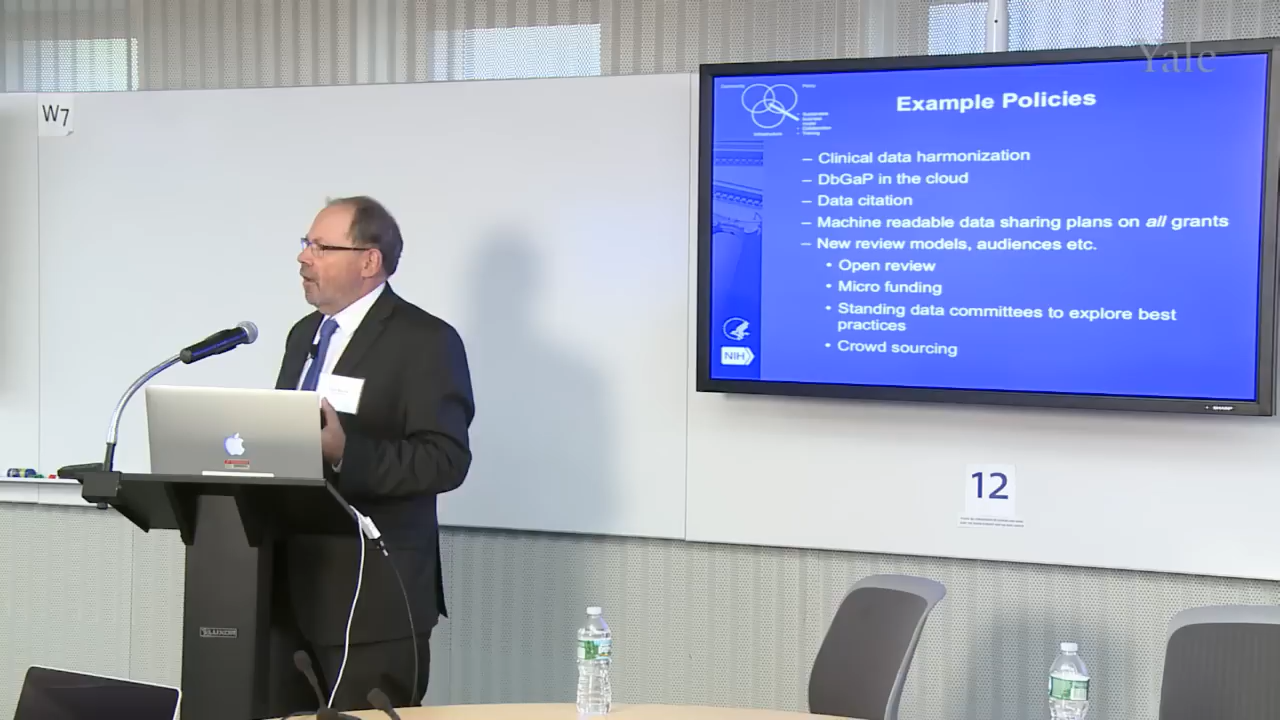 Yale
W7
Example Policies
– Clinical data harmonization
– DbGaP in the cloud
– Data citation
– Machine readable data sharing plans on all grants
– New review models, audiences etc.
• Open review
• Micro funding
• Standing data committees to explore best
practices
• Crowd sourcing
NIH
SHARP
12
TELLIXON